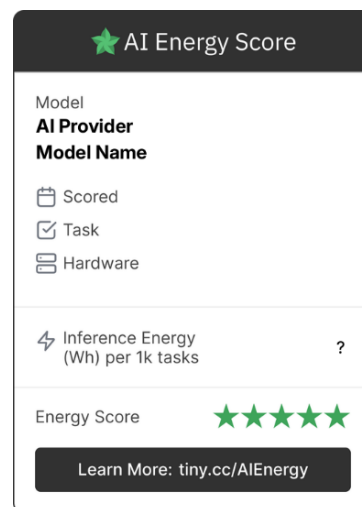 AI Energy Score
Model
AI Provider
Model Name
Scored
Task
Hardware
Inference Energy
(Wh) per 1k tasks
?
Energy Score
Learn More: tiny.cc/AIEnergy